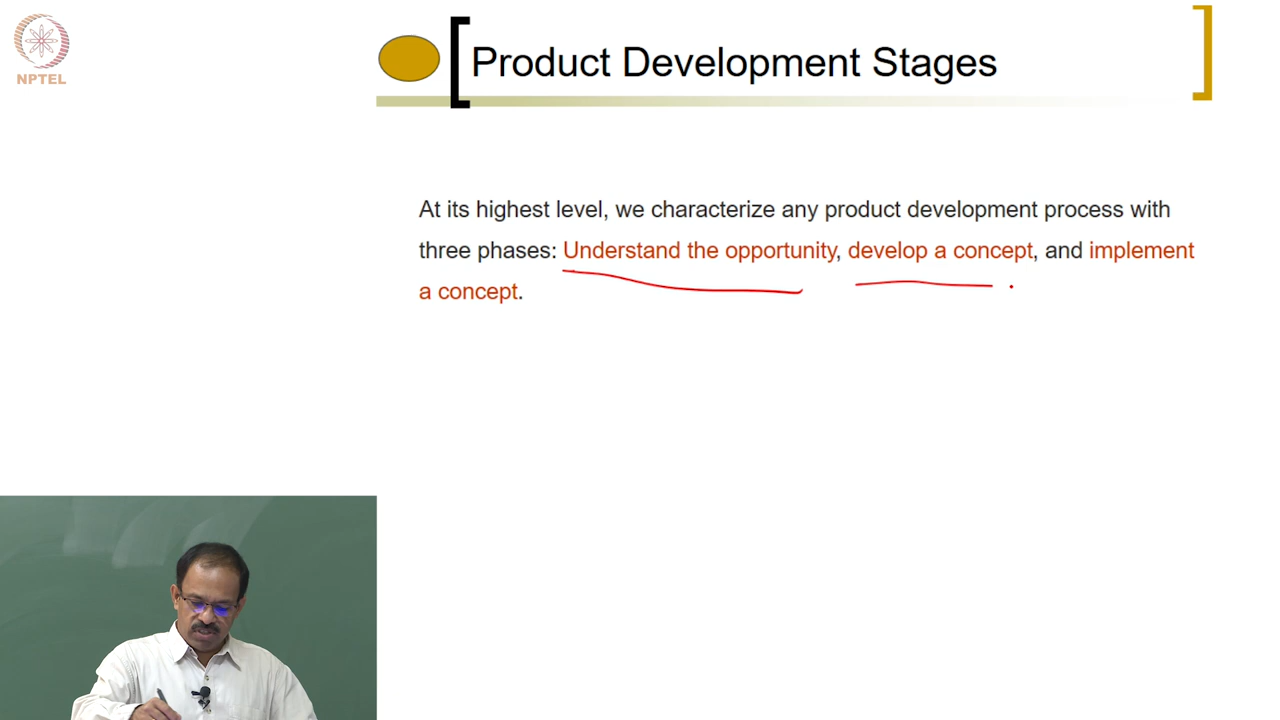 NPTEL
Product Development Stages
At its highest level, we characterize any product development process with
three phases: Understand the opportunity, develop a concept, and implement
a concept.